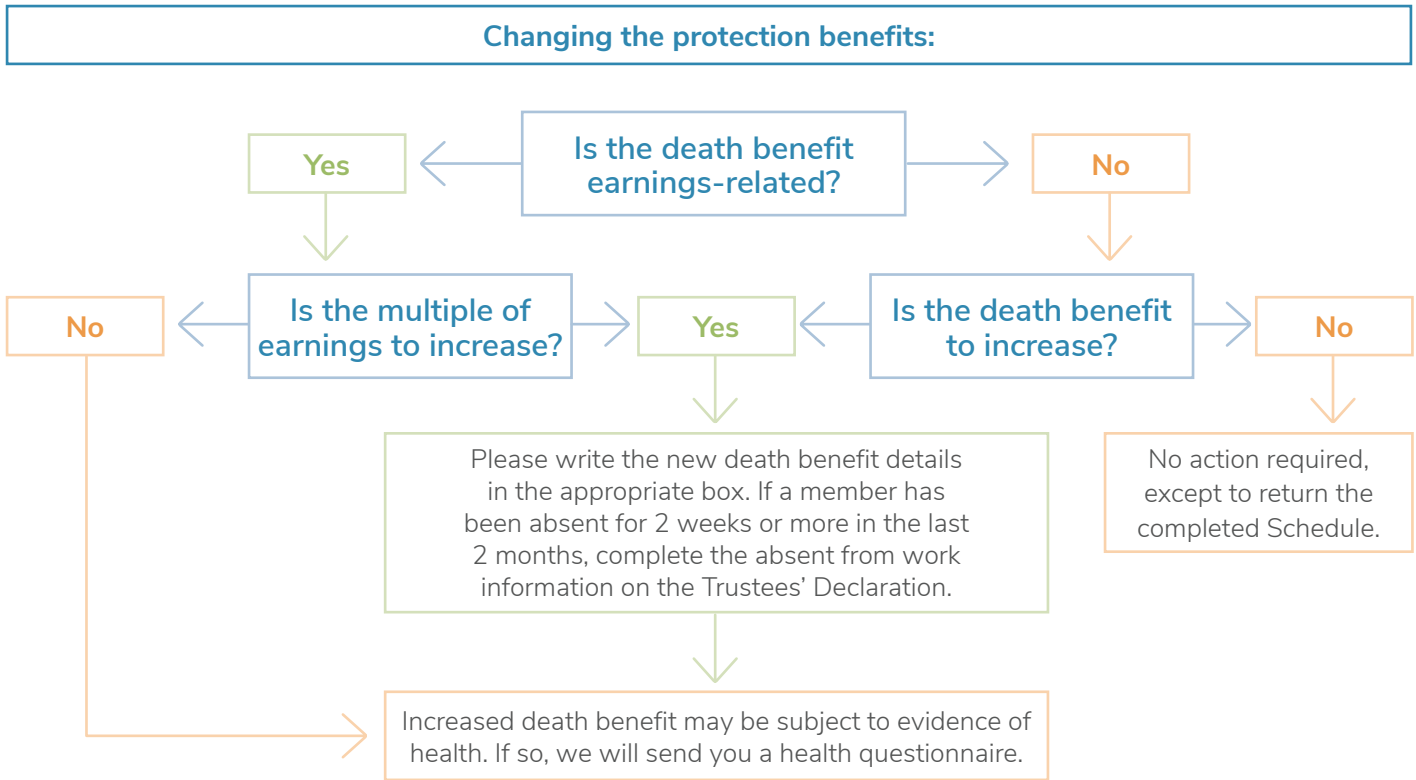 Changing the protection benefits:
Is the death benefit
earnings-related?
Yes
No
No
Is the multiple of
earnings to increase?
Yes
Is the death benefit
to increase?
No
Please write the new death benefit details
in the appropriate box. If a member has
been absent for 2 weeks or more in the last
2 months, complete the absent from work
information on the Trustees’ Declaration.
No action required,
except to return the
completed Schedule.
Increased death benefit may be subject to evidence of
health. If so, we will send you a health questionnaire.